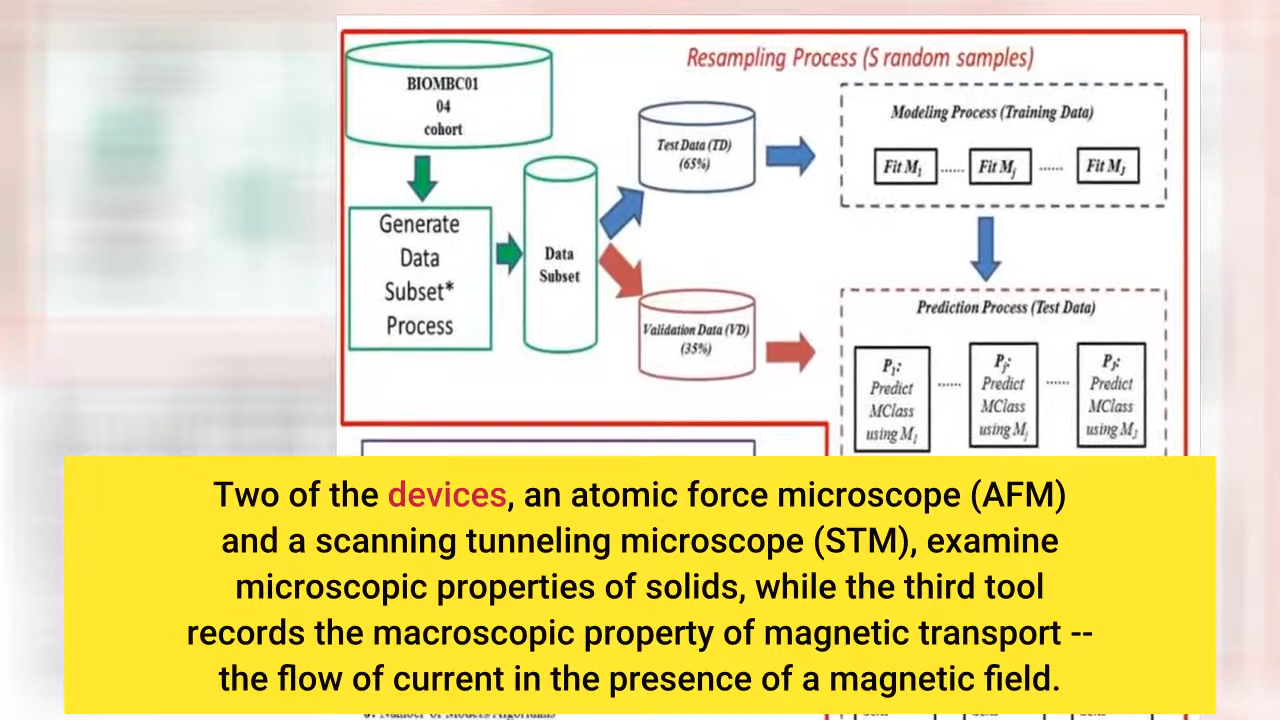 Resampling Process (S random samples)
BIOMBC01
04
cohort
Generate
Data
Subset*
Process
Data
Subset
Test Data (TD)
(65%)
Validation Data (VD)
(35%)
Modeling Process (Training Data)
Fit M1 ...... Fit Mj ...... Fit MJ
Prediction Process (Test Data)
P1:
Predict
MClass
using M1
......
Pj:
Predict
MClass
using Mj
......
PJ:
Predict
MClass
using MJ
Two of the devices, an atomic force microscope (AFM)
and a scanning tunneling microscope (STM), examine
microscopic properties of solids, while the third tool
records the macroscopic property of magnetic transport --
the flow of current in the presence of a magnetic field.